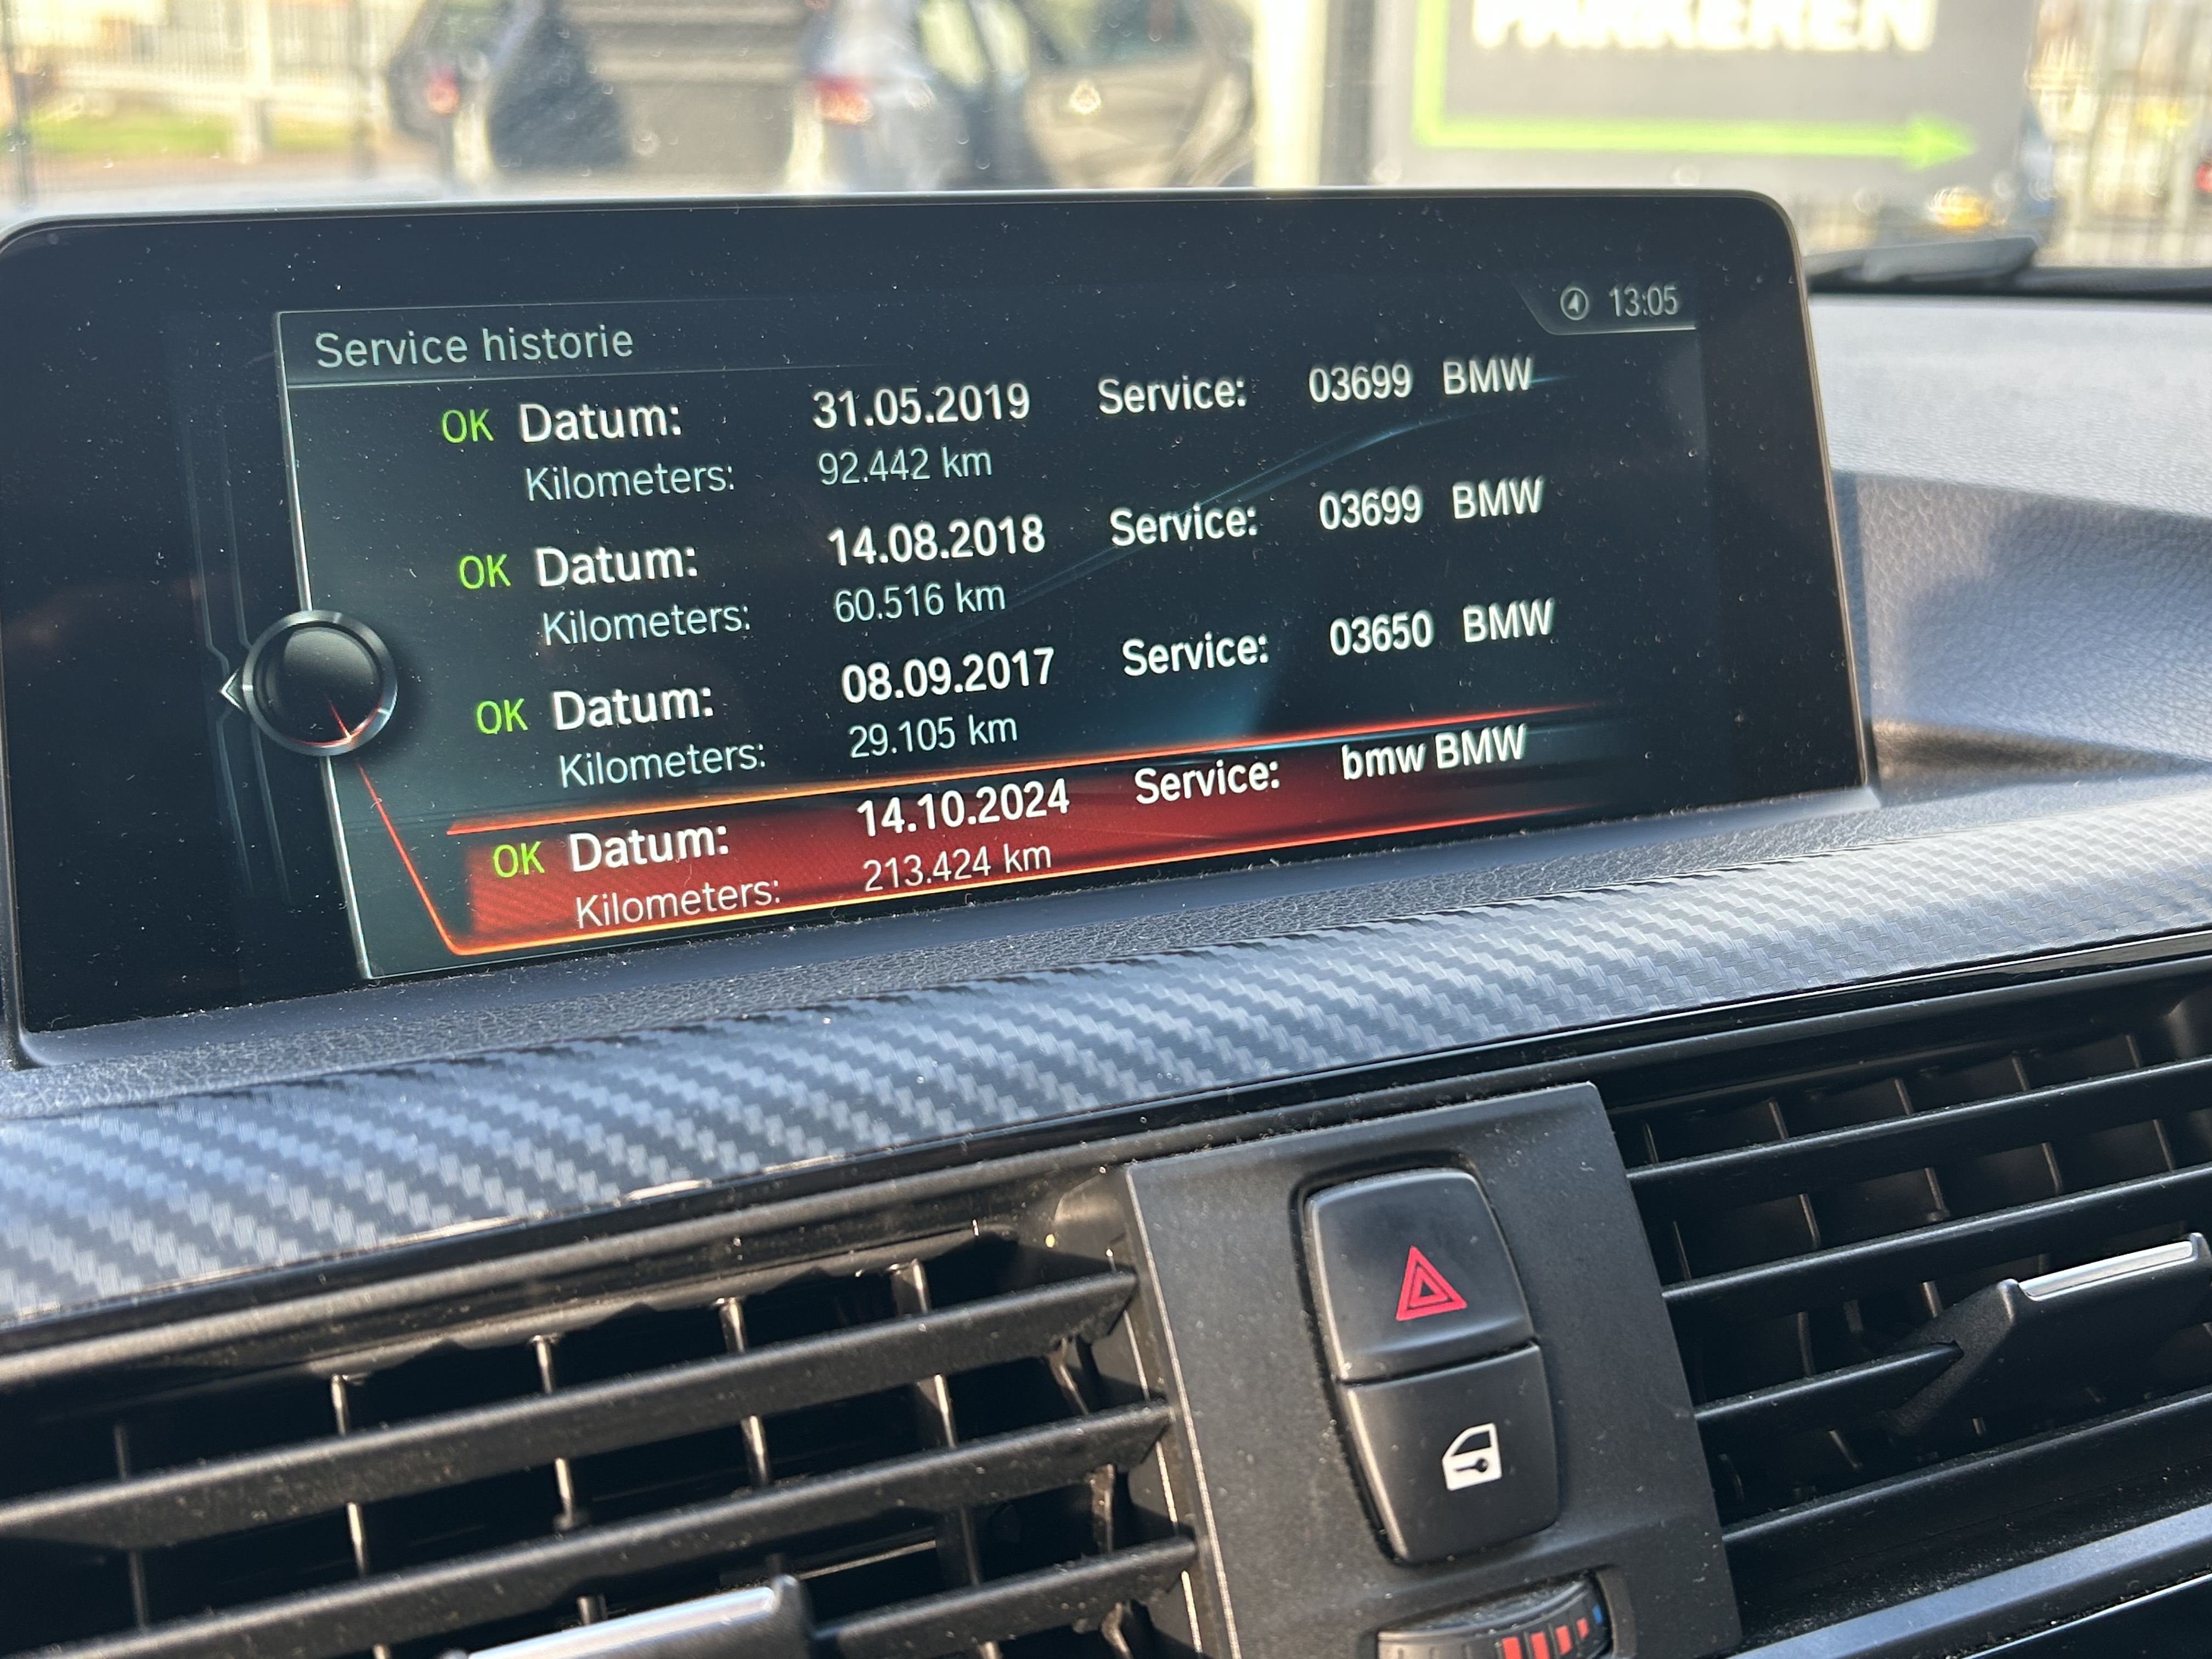 PARKEREN
13:05
Service historie
OK Datum: 31.05.2019 Service: 03699 BMW
Kilometers: 92.442 km
OK Datum: 14.08.2018 Service: 03699 BMW
Kilometers: 60.516 km
OK Datum: 08.09.2017 Service: 03650 BMW
Kilometers: 29.105 km
OK Datum: 14.10.2024 Service: bmw BMW
Kilometers: 213.424 km